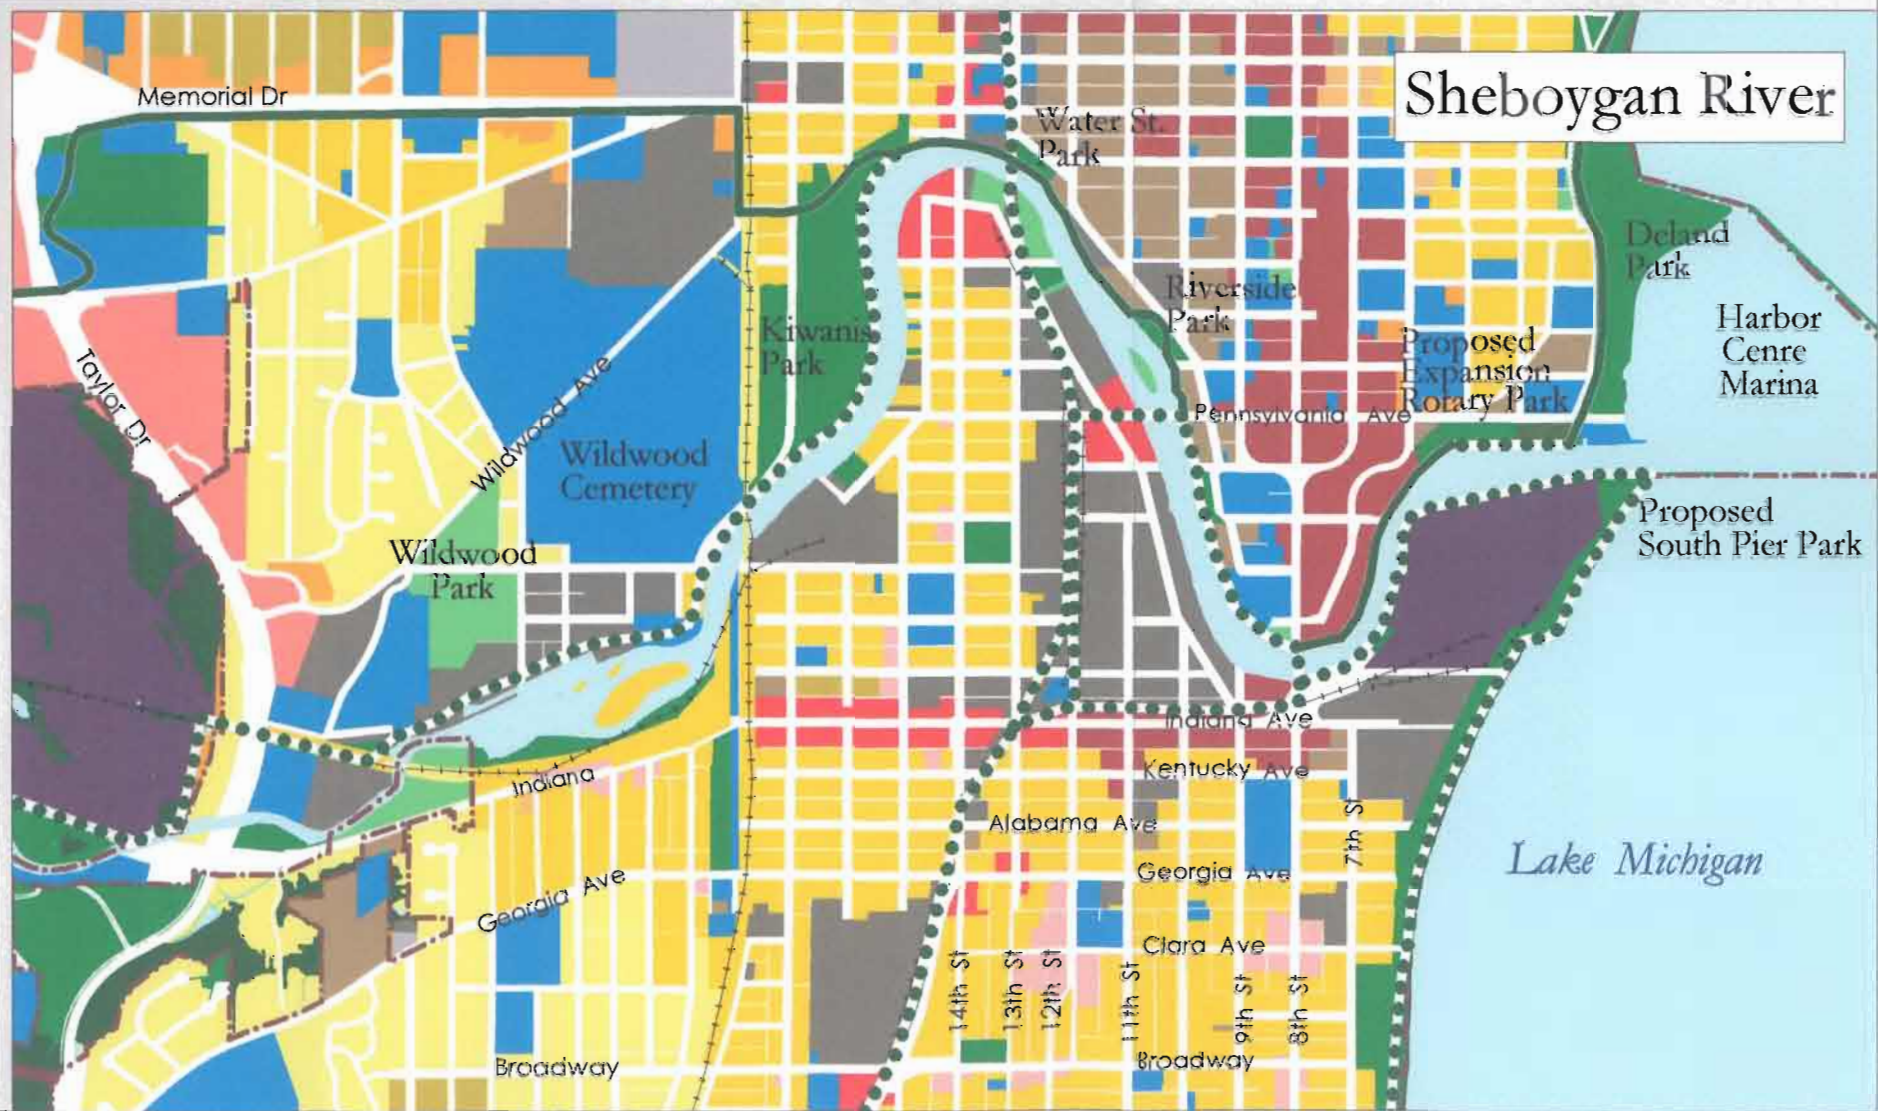 Sheboygan River
Memorial Dr
Water St.
Park
Deland
Park
Riverside
Park
Harbor
Cenre
Marina
Kiwanis
Park
Proposed
Expansion
Rotary Park
Taylor Dr
Wildwood Ave
Pennsylvania Ave
Wildwood
Cemetery
Proposed
South Pier Park
Wildwood
Park
Indiana Ave
Indiana
Kentucky Ave
Alabama Ave
7th St
Georgia Ave
Georgia Ave
Lake Michigan
Clara Ave
14th St
13th St
12th St
11th St
9th St
8th St
Broadway
Broadway